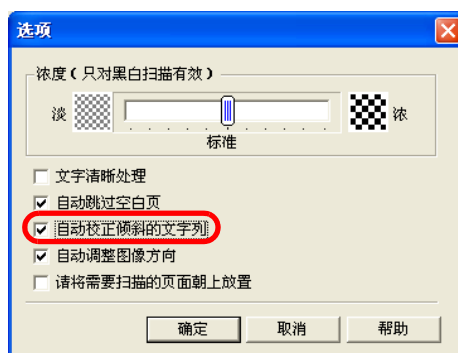 选项
浓度(只对黑白扫描有效)
淡 浓
标准
文字清晰处理
自动跳过空白页
自动校正倾斜的文字列
自动调整图像方向
请将需要扫描的页面朝上放置
确定 取消 帮助